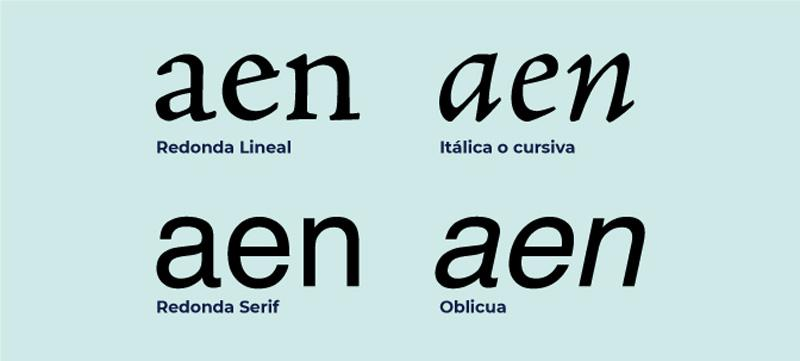 aen aen
Redonda Lineal Itálica o cursiva
aen aen
Redonda Serif Oblicua